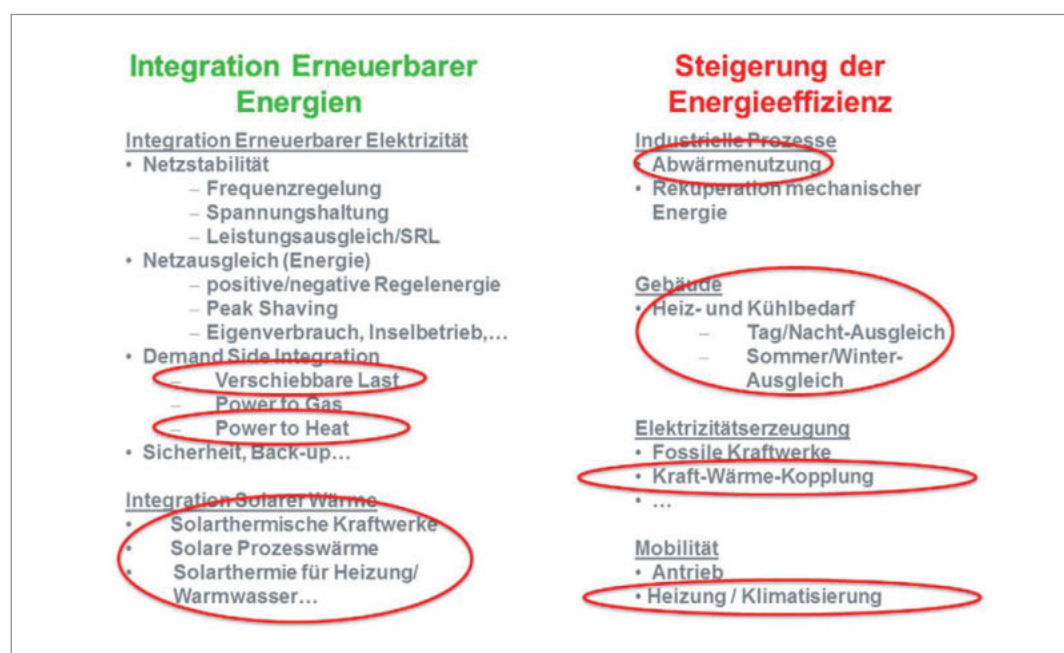 Integration Erneuerbarer
Energien
Integration Erneuerbarer Elektrizität
• Netzstabilität
– Frequenzregelung
– Spannungshaltung
– Leistungsausgleich/SRL
• Netzausgleich (Energie)
– positive/negative Regelenergie
– Peak Shaving
– Eigenverbrauch, Inselbetrieb,...
• Demand Side Integration
– Verschiebbare Last
– Power to Gas
– Power to Heat
• Sicherheit, Back-up...
Integration Solarer Wärme
• Solarthermische Kraftwerke
• Solare Prozesswärme
• Solarthermie für Heizung/
Warmwasser...
Steigerung der
Energieeffizienz
Industrielle Prozesse
• Abwärmenutzung
• Rekuperation mechanischer
Energie
Gebäude
• Heiz- und Kühlbedarf
– Tag/Nacht-Ausgleich
– Sommer/Winter-
Ausgleich
Elektrizitätserzeugung
• Fossile Kraftwerke
• Kraft-Wärme-Kopplung
• ...
Mobilität
• Antrieb
• Heizung / Klimatisierung